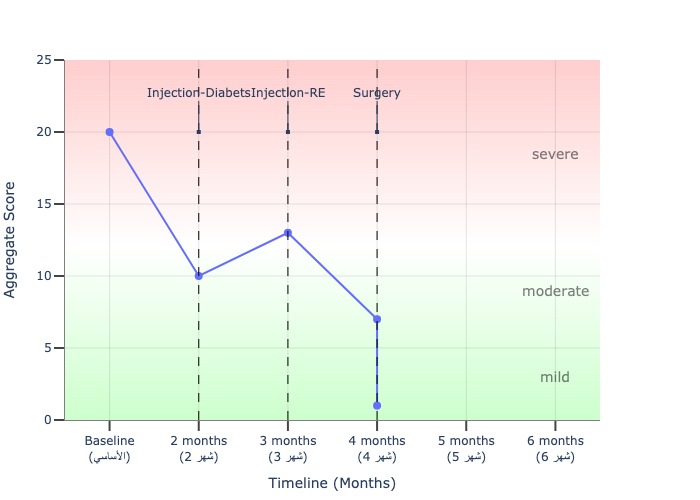 25
Injection-Diabets Injection-RE Surgery
20
severe
15
Aggregate Score
10
moderate
5
mild
0
Baseline 2 months 3 months 4 months 5 months 6 months
(الأساسي) (2 شهر) (3 شهر) (4 شهر) (5 شهر) (6 شهر)
Timeline (Months)